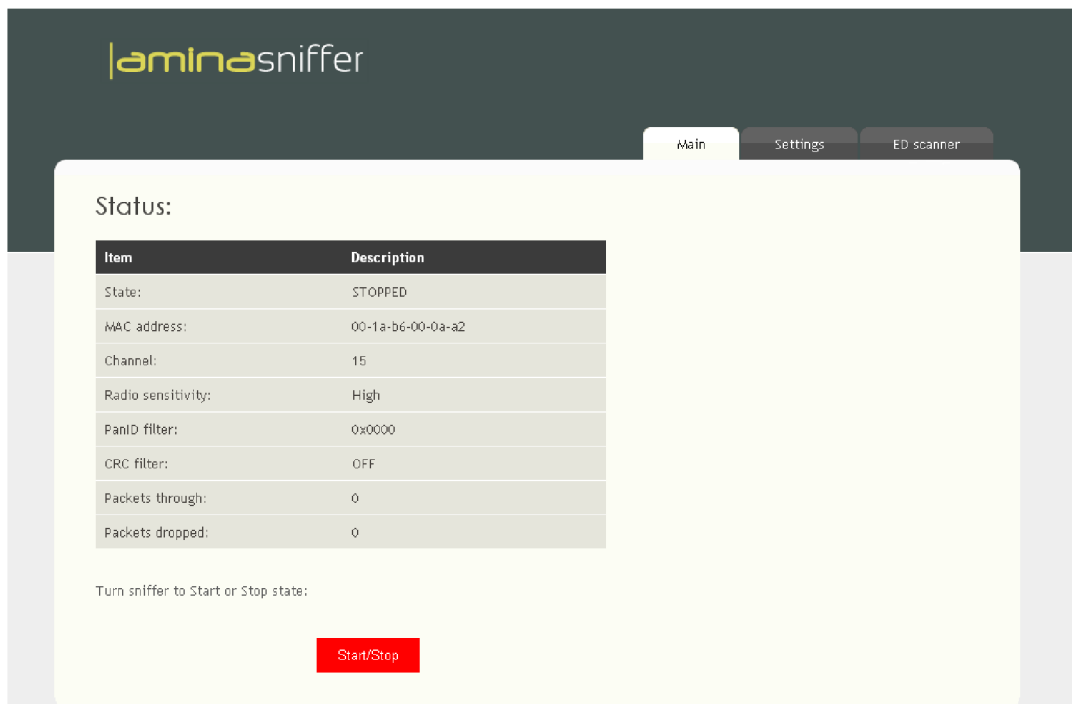 aminasniffer
Main Settings ED scanner
Status:
Item Description
State: STOPPED
MAC address: 00-1a-b6-00-0a-a2
Channel: 15
Radio sensitivity: High
PanID filter: 0x0000
CRC filter: OFF
Packets through: 0
Packets dropped: 0
Turn sniffer to Start or Stop state:
Start/Stop